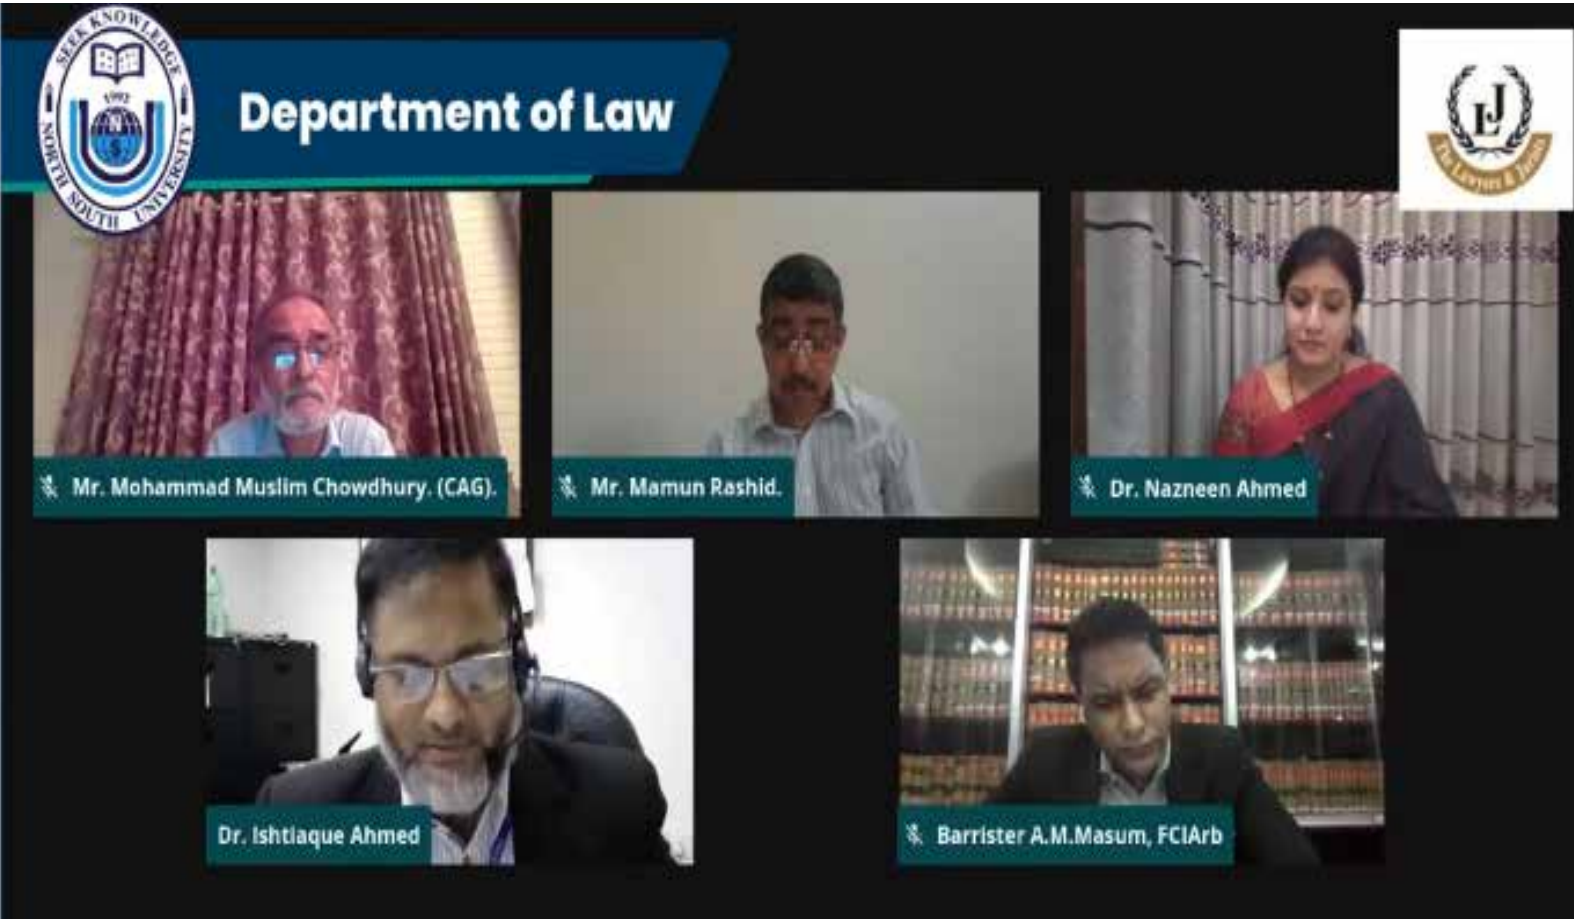 SEEK KNOWLEDGE
1992
N
S
NORTH SOUTH UNIVERSITY
Department of Law
LJ
The Lawyers & Jurists
Mr. Mohammad Muslim Chowdhury. (CAG).
Mr. Mamun Rashid.
Dr. Nazneen Ahmed
Dr. Ishtiaque Ahmed
Barrister A.M.Masum, FCIArb